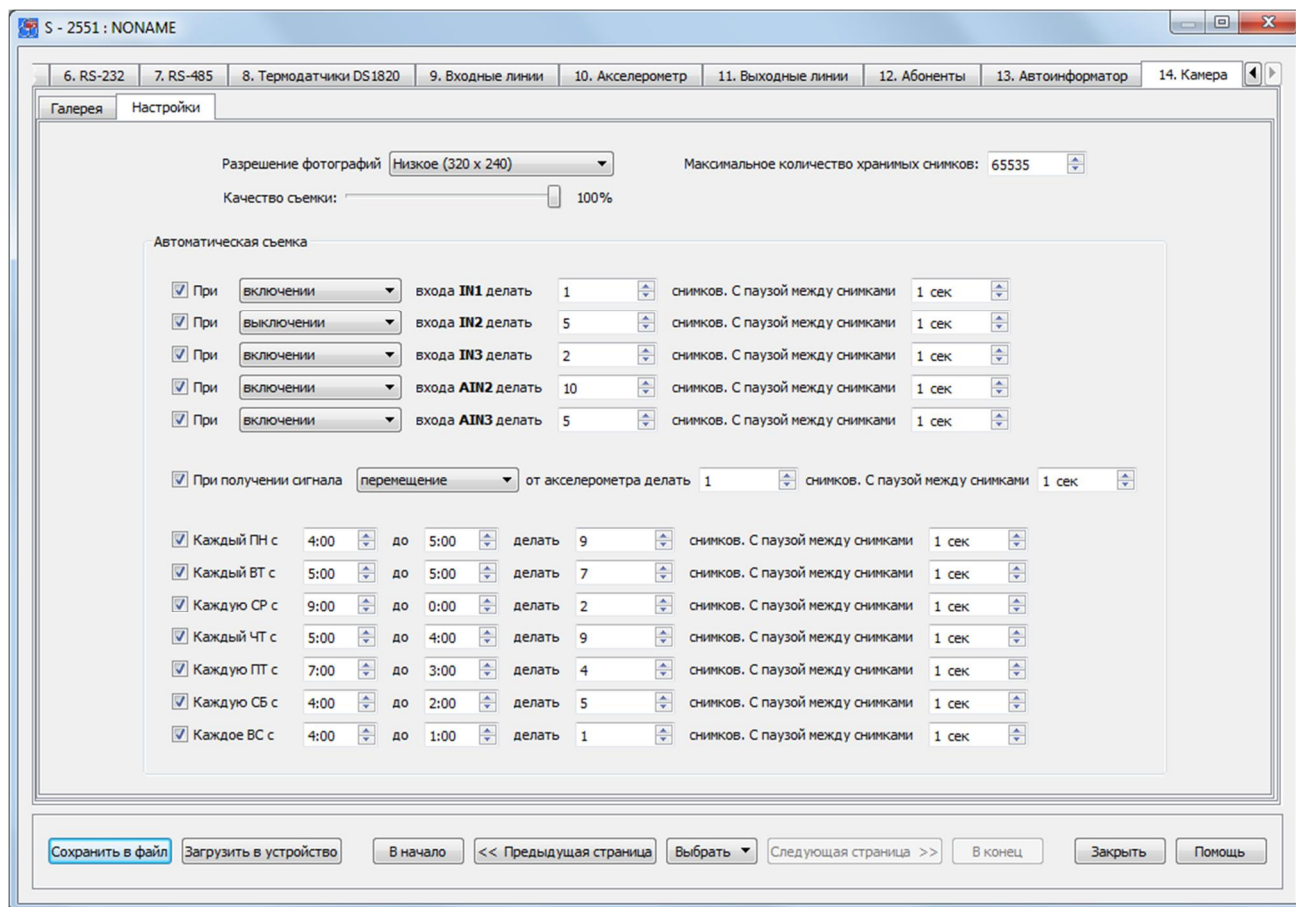 S - 2551 : NONAME
6. RS-232 7. RS-485 8. Термодатчики DS1820 9. Входные линии 10. Акселерометр 11. Выходные линии 12. Абоненты 13. Автоинформатор 14. Камера
Галерея Настройки
Разрешение фотографий Низкое (320 x 240) Максимальное количество хранимых снимков: 65535
Качество съемки: 100%
Автоматическая съемка
При включении входа IN1 делать 1 снимков. С паузой между снимками 1 сек
При выключении входа IN2 делать 5 снимков. С паузой между снимками 1 сек
При включении входа IN3 делать 2 снимков. С паузой между снимками 1 сек
При включении входа AIN2 делать 10 снимков. С паузой между снимками 1 сек
При включении входа AIN3 делать 5 снимков. С паузой между снимками 1 сек
При получении сигнала перемещение от акселерометра делать 1 снимков. С паузой между снимками 1 сек
Каждый ПН с 4:00 до 5:00 делать 9 снимков. С паузой между снимками 1 сек
Каждый ВТ с 5:00 до 5:00 делать 7 снимков. С паузой между снимками 1 сек
Каждую СР с 9:00 до 0:00 делать 2 снимков. С паузой между снимками 1 сек
Каждый ЧТ с 5:00 до 4:00 делать 9 снимков. С паузой между снимками 1 сек
Каждую ПТ с 7:00 до 3:00 делать 4 снимков. С паузой между снимками 1 сек
Каждую СБ с 4:00 до 2:00 делать 5 снимков. С паузой между снимками 1 сек
Каждое ВС с 4:00 до 1:00 делать 1 снимков. С паузой между снимками 1 сек
Сохранить в файл Загрузить в устройство В начало << Предыдущая страница Выбрать Следующая страница >> В конец Закрыть Помощь